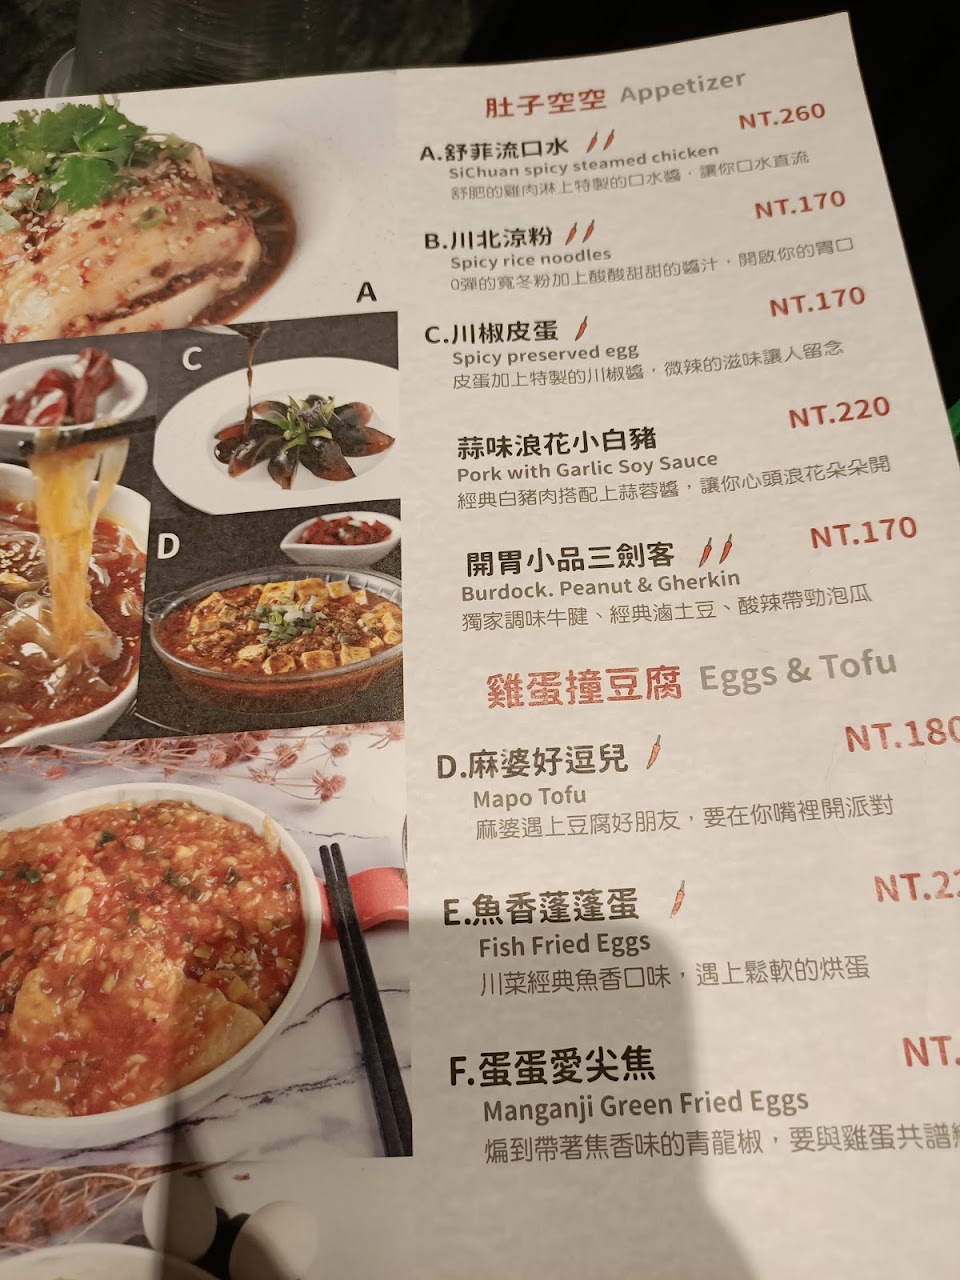 肚子空空 Appetizer
A.舒菲流口水 NT.260
SiChuan spicy steamed chicken
舒肥的雞肉淋上特製的口水醬，讓你口水直流
B.川北涼粉 NT.170
Spicy rice noodles
Q彈的寬冬粉加上酸酸甜甜的醬汁，開啟你的胃口
C.川椒皮蛋 NT.170
Spicy preserved egg
皮蛋加上特製的川椒醬，微辣的滋味讓人留念
蒜味浪花小白豬 NT.220
Pork with Garlic Soy Sauce
經典白豬肉搭配上蒜蓉醬，讓你心頭浪花朵朵開
開胃小品三劍客 NT.170
Burdock. Peanut & Gherkin
獨家調味牛腱、經典滷土豆、酸辣帶勁泡瓜
雞蛋撞豆腐 Eggs & Tofu
D.麻婆好逗兒 NT.180
Mapo Tofu
麻婆遇上豆腐好朋友，要在你嘴裡開派對
E.魚香蓬蓬蛋 NT.22
Fish Fried Eggs
川菜經典魚香口味，遇上鬆軟的烘蛋
F.蛋蛋愛尖焦 NT.
Manganji Green Fried Eggs
煸到帶著焦香味的青龍椒，要與雞蛋共譜
A
C
D